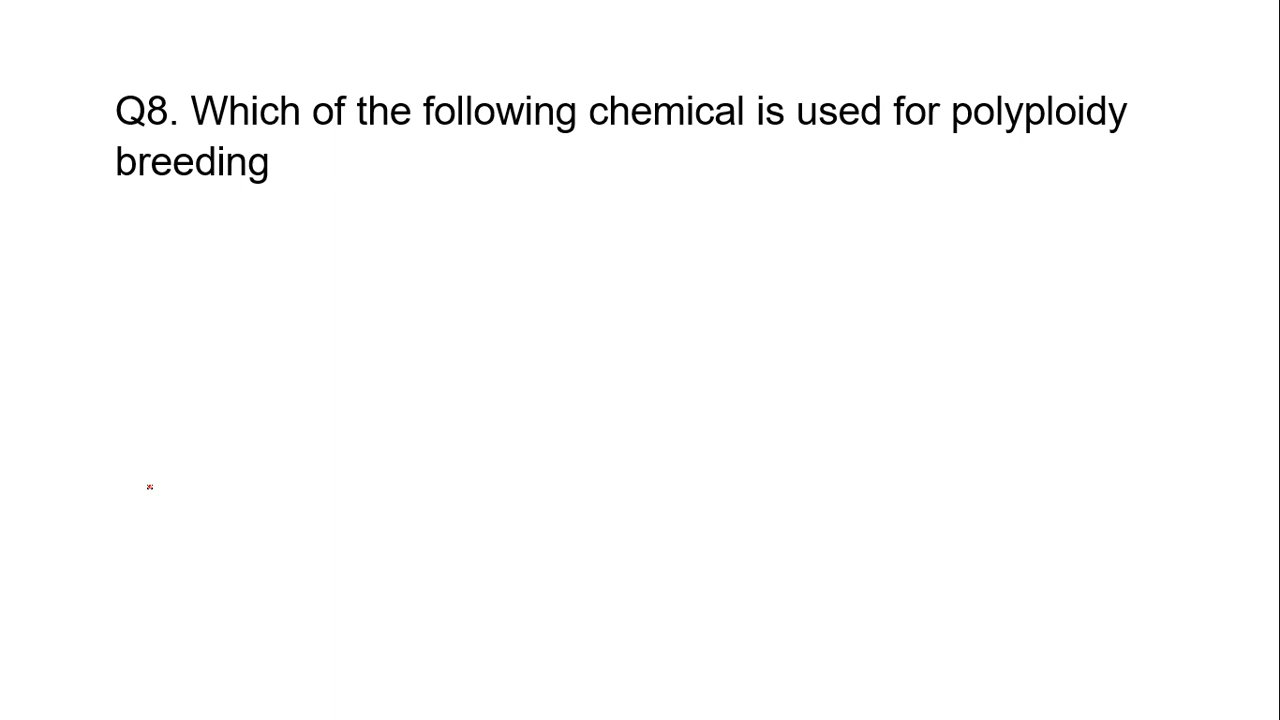 Q8. Which of the following chemical is used for polyploidy
breeding